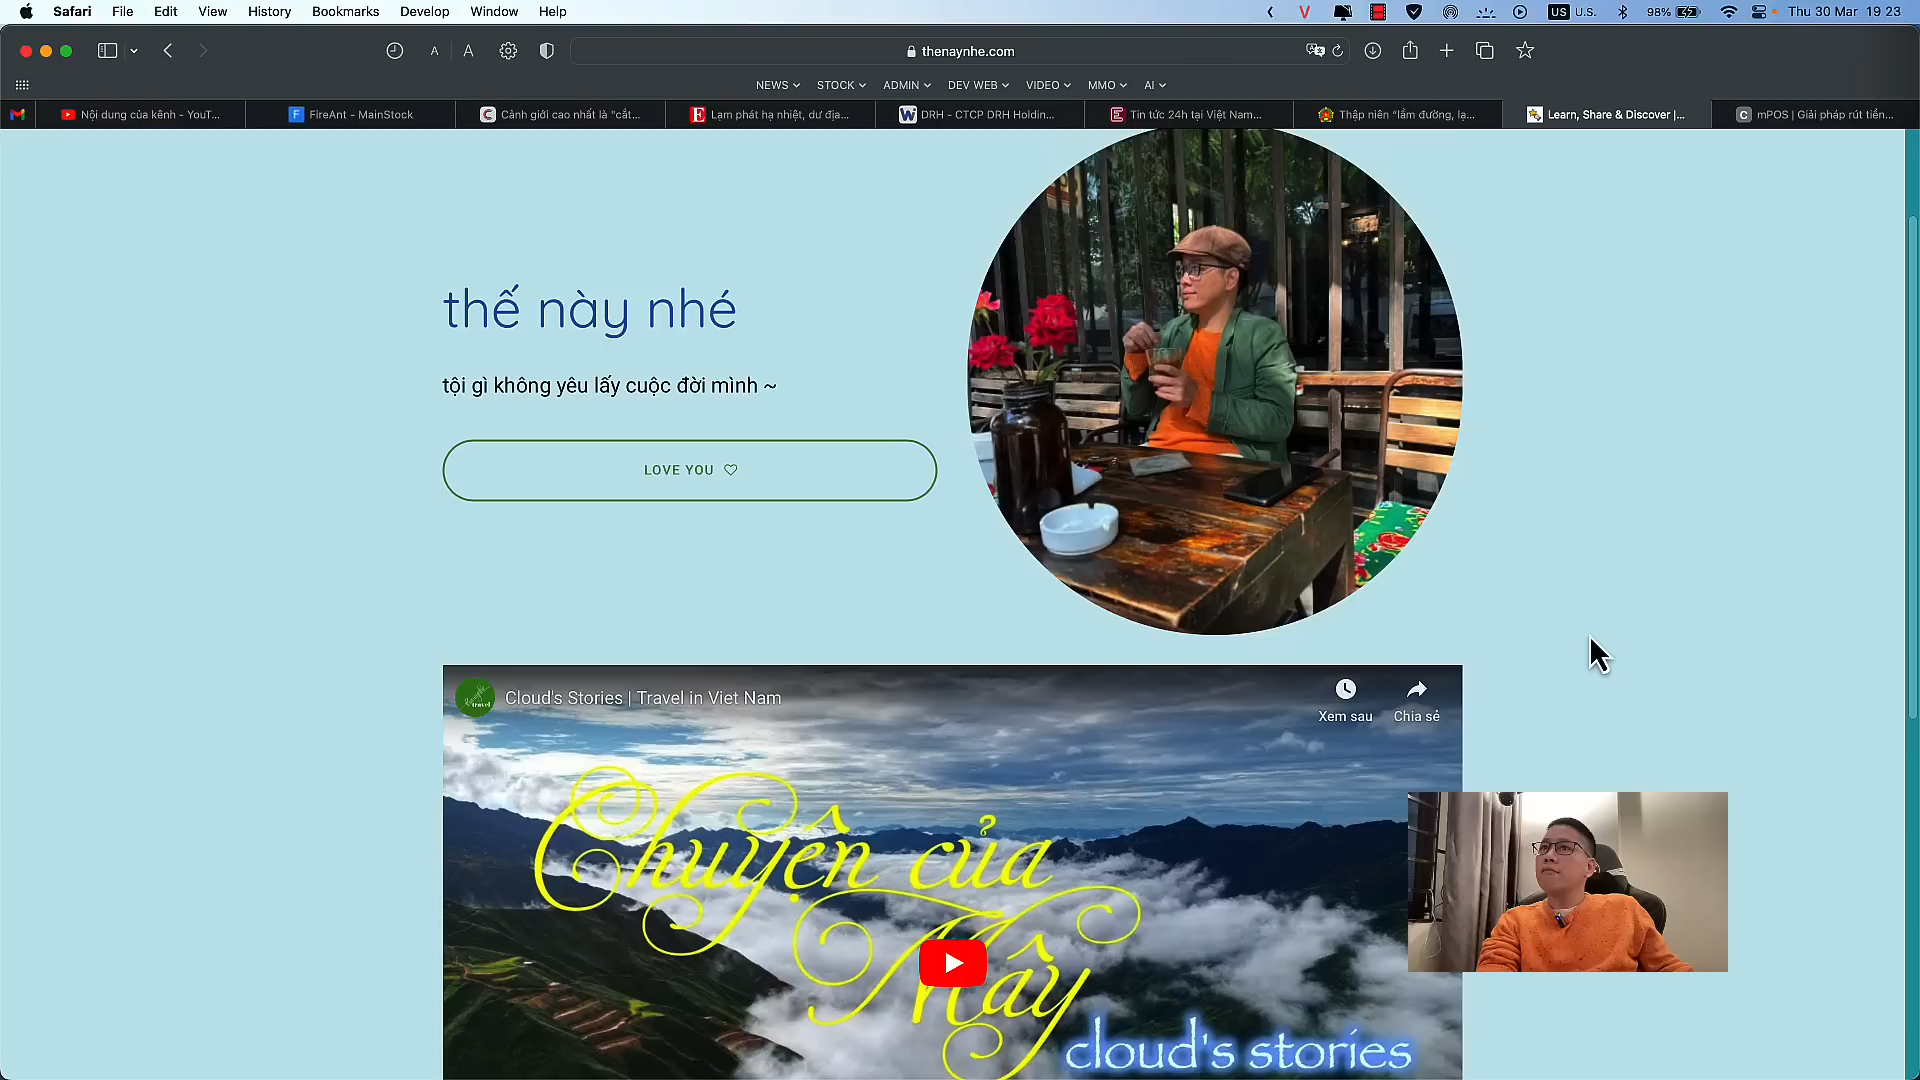 Safari File Edit View History Bookmarks Develop Window Help
US U.S. 98% Thu 30 Mar 19 23
A A thenaynhe.com
NEWS STOCK ADMIN DEV WEB VIDEO MMO AI
Nội dung của kênh - YouT...
FireAnt - MainStock
Cảnh giới cao nhất là "cắt...
Lạm phát hạ nhiệt, dư địa...
DRH - CTCP DRH Holdin...
Tin tức 24h tại Việt Nam...
Thập niên "lắm đường, lạ...
Learn, Share & Discover |...
mPOS | Giải pháp rút tiền...
thế này nhé
tội gì không yêu lấy cuộc đời mình ~
LOVE YOU
Cloud's Stories | Travel in Viet Nam
Xem sau Chia sẻ
Chuyện của
Mây
cloud's stories